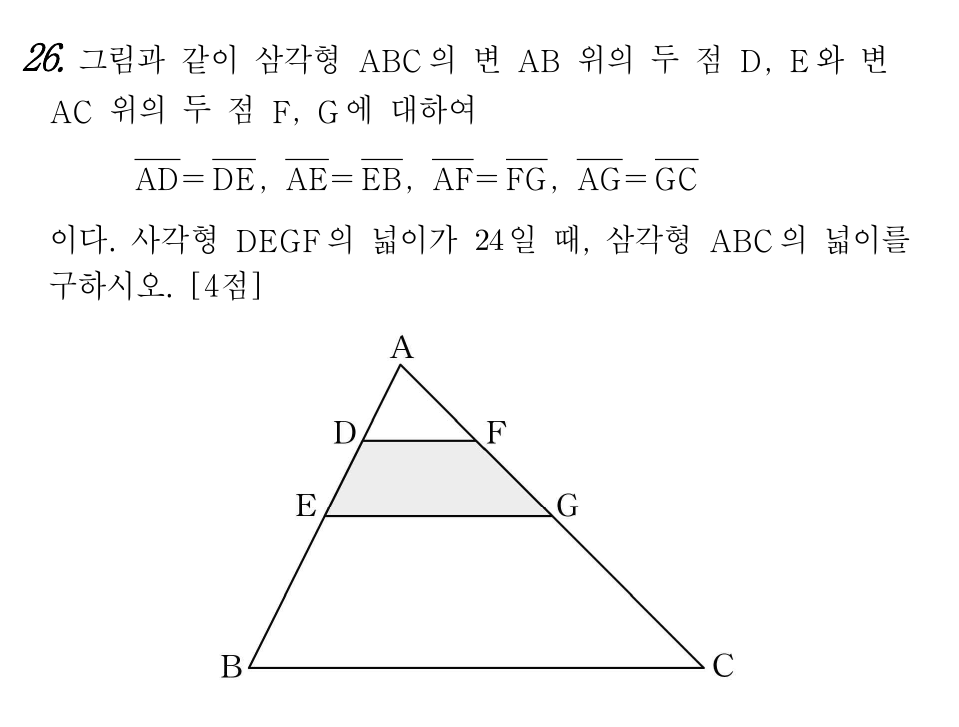 26. 그림과 같이 삼각형 ABC의 변 AB 위의 두 점 D, E와 변
AC 위의 두 점 F, G에 대하여
AD=DE, AE=EB, AF=FG, AG=GC
이다. 사각형 DEGF의 넓이가 24일 때, 삼각형 ABC의 넓이를
구하시오. [4점]
A
D F
E G
B C